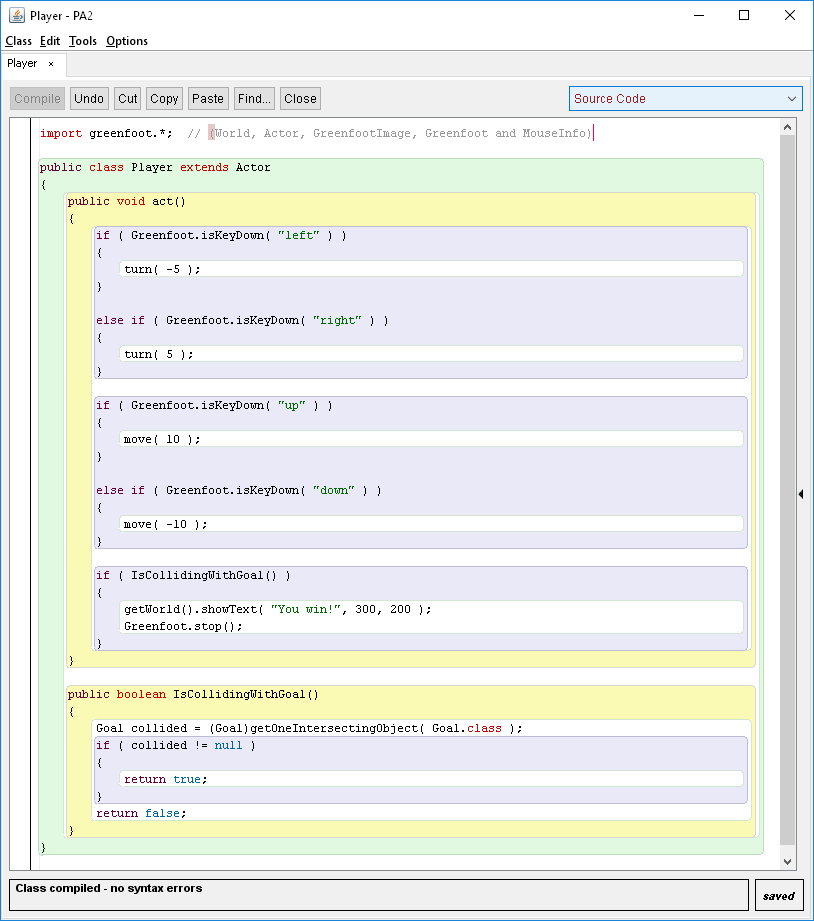 Player - PA2
Class Edit Tools Options
Player ×
Compile Undo Cut Copy Paste Find... Close Source Code
import greenfoot.*;  // (World, Actor, GreenfootImage, Greenfoot and MouseInfo)
public class Player extends Actor
{
public void act()
{
if ( Greenfoot.isKeyDown( "left" ) )
{
turn( -5 );
}
else if ( Greenfoot.isKeyDown( "right" ) )
{
turn( 5 );
}
if ( Greenfoot.isKeyDown( "up" ) )
{
move( 10 );
}
else if ( Greenfoot.isKeyDown( "down" ) )
{
move( -10 );
}
if ( IsCollidingWithGoal() )
{
getWorld().showText( "You win!", 300, 200 );
Greenfoot.stop();
}
}
public boolean IsCollidingWithGoal()
{
Goal collided = (Goal)getOneIntersectingObject( Goal.class );
if ( collided != null )
{
return true;
}
return false;
}
}
Class compiled - no syntax errors
saved